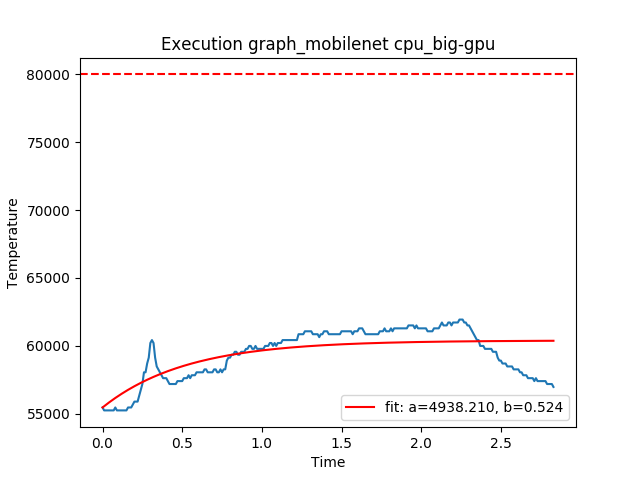 Execution graph_mobilenet cpu_big-gpu
80000
75000
70000
65000
60000
55000
Temperature
fit: a=4938.210, b=0.524
0.0 0.5 1.0 1.5 2.0 2.5
Time